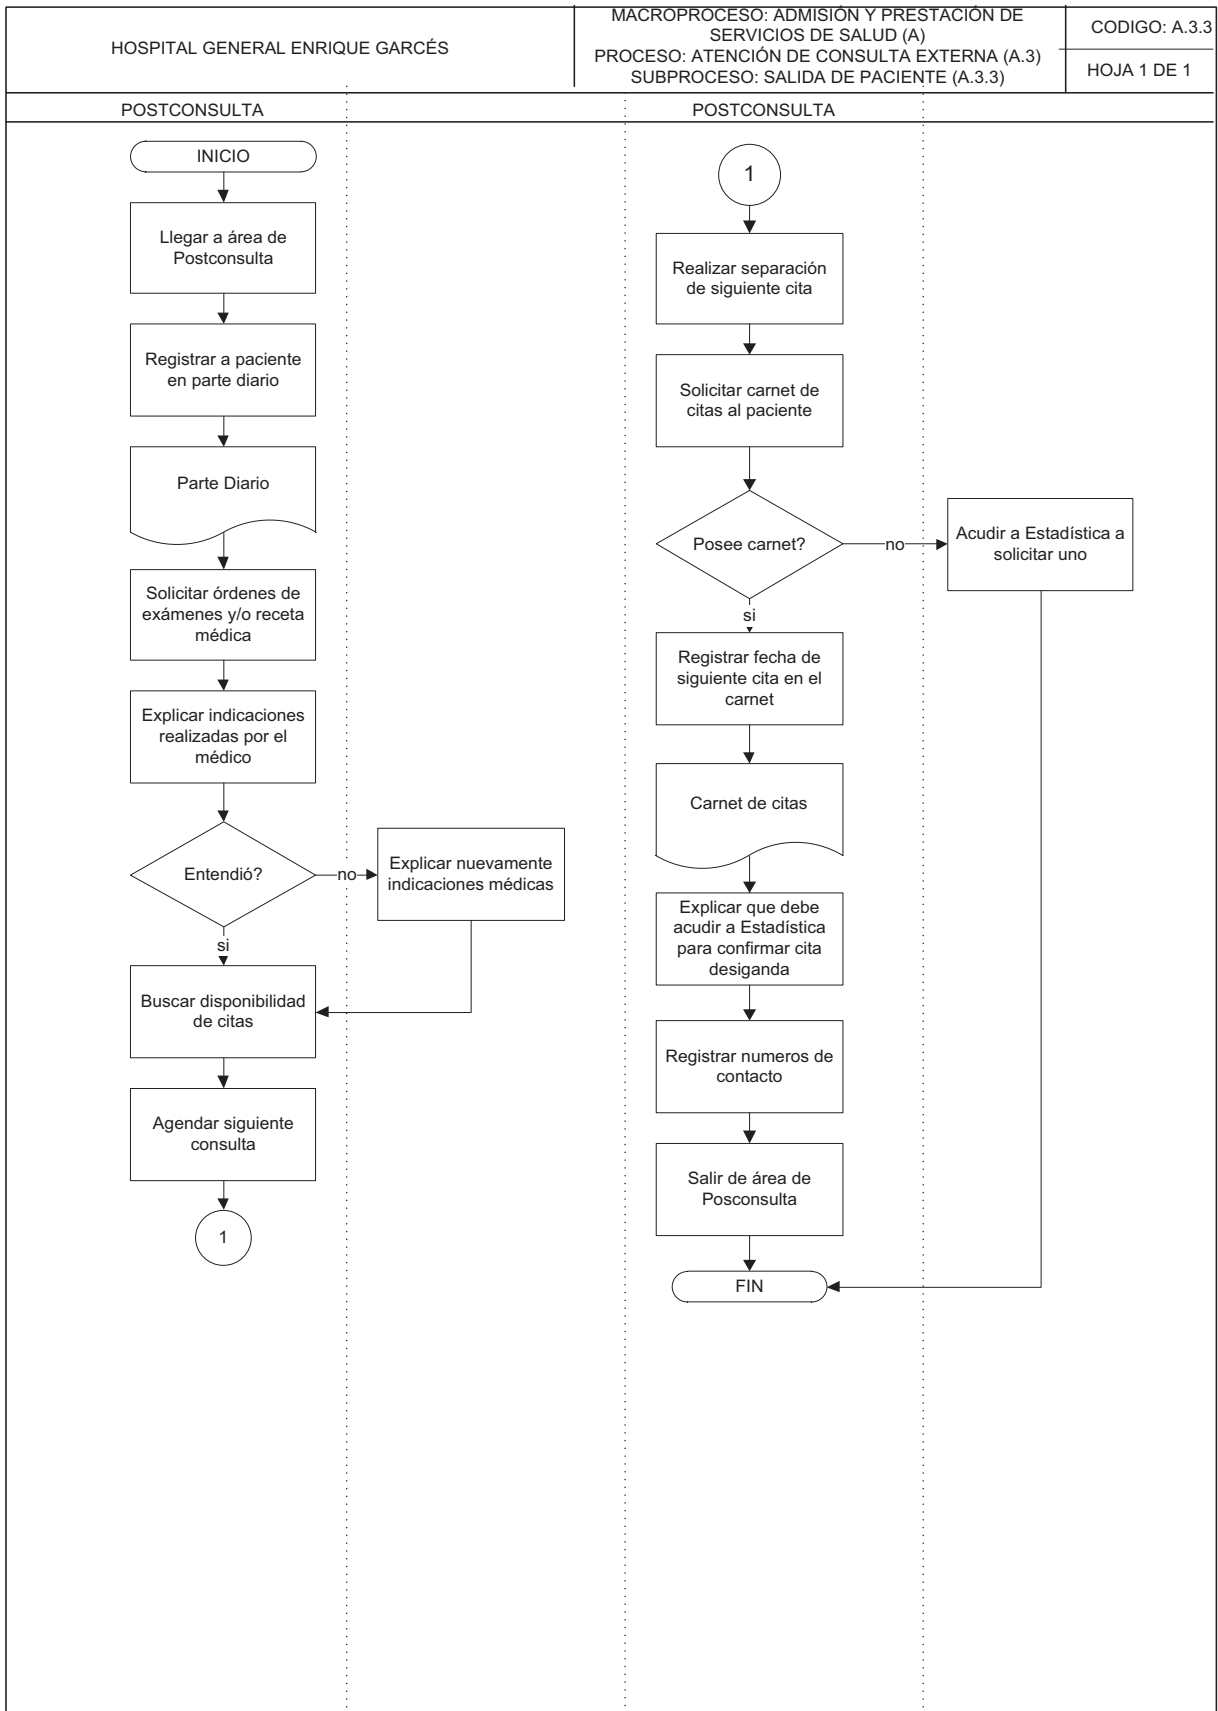 HOSPITAL GENERAL ENRIQUE GARCÉS
MACROPROCESO: ADMISIÓN Y PRESTACIÓN DE
SERVICIOS DE SALUD (A)
PROCESO: ATENCIÓN DE CONSULTA EXTERNA (A.3)
SUBPROCESO: SALIDA DE PACIENTE (A.3.3)
CODIGO: A.3.3
HOJA 1 DE 1
POSTCONSULTA
POSTCONSULTA
INICIO
Llegar a área de
Postconsulta
Registrar a paciente
en parte diario
Parte Diario
Solicitar órdenes de
exámenes y/o receta
médica
Explicar indicaciones
realizadas por el
médico
Entendió?
no
Explicar nuevamente
indicaciones médicas
si
Buscar disponibilidad
de citas
Agendar siguiente
consulta
1
1
Realizar separación
de siguiente cita
Solicitar carnet de
citas al paciente
Posee carnet?
no
Acudir a Estadística a
solicitar uno
si
Registrar fecha de
siguiente cita en el
carnet
Carnet de citas
Explicar que debe
acudir a Estadística
para confirmar cita
desiganda
Registrar numeros de
contacto
Salir de área de
Posconsulta
FIN